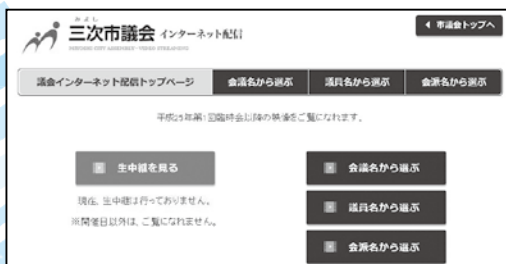 みよし
三次市議会 インターネット配信
MIYOSHI CITY ASSEMBLY - VIDEO STREAMING
市議会トップへ
議会インターネット配信トップページ 会議名から選ぶ 議員名から選ぶ 会派名から選ぶ
平成25年第1回臨時会以降の映像をご覧になれます。
生中継を見る
現在、生中継は行っておりません。
※開催日以外は、ご覧になれません。
会議名から選ぶ
議員名から選ぶ
会派名から選ぶ